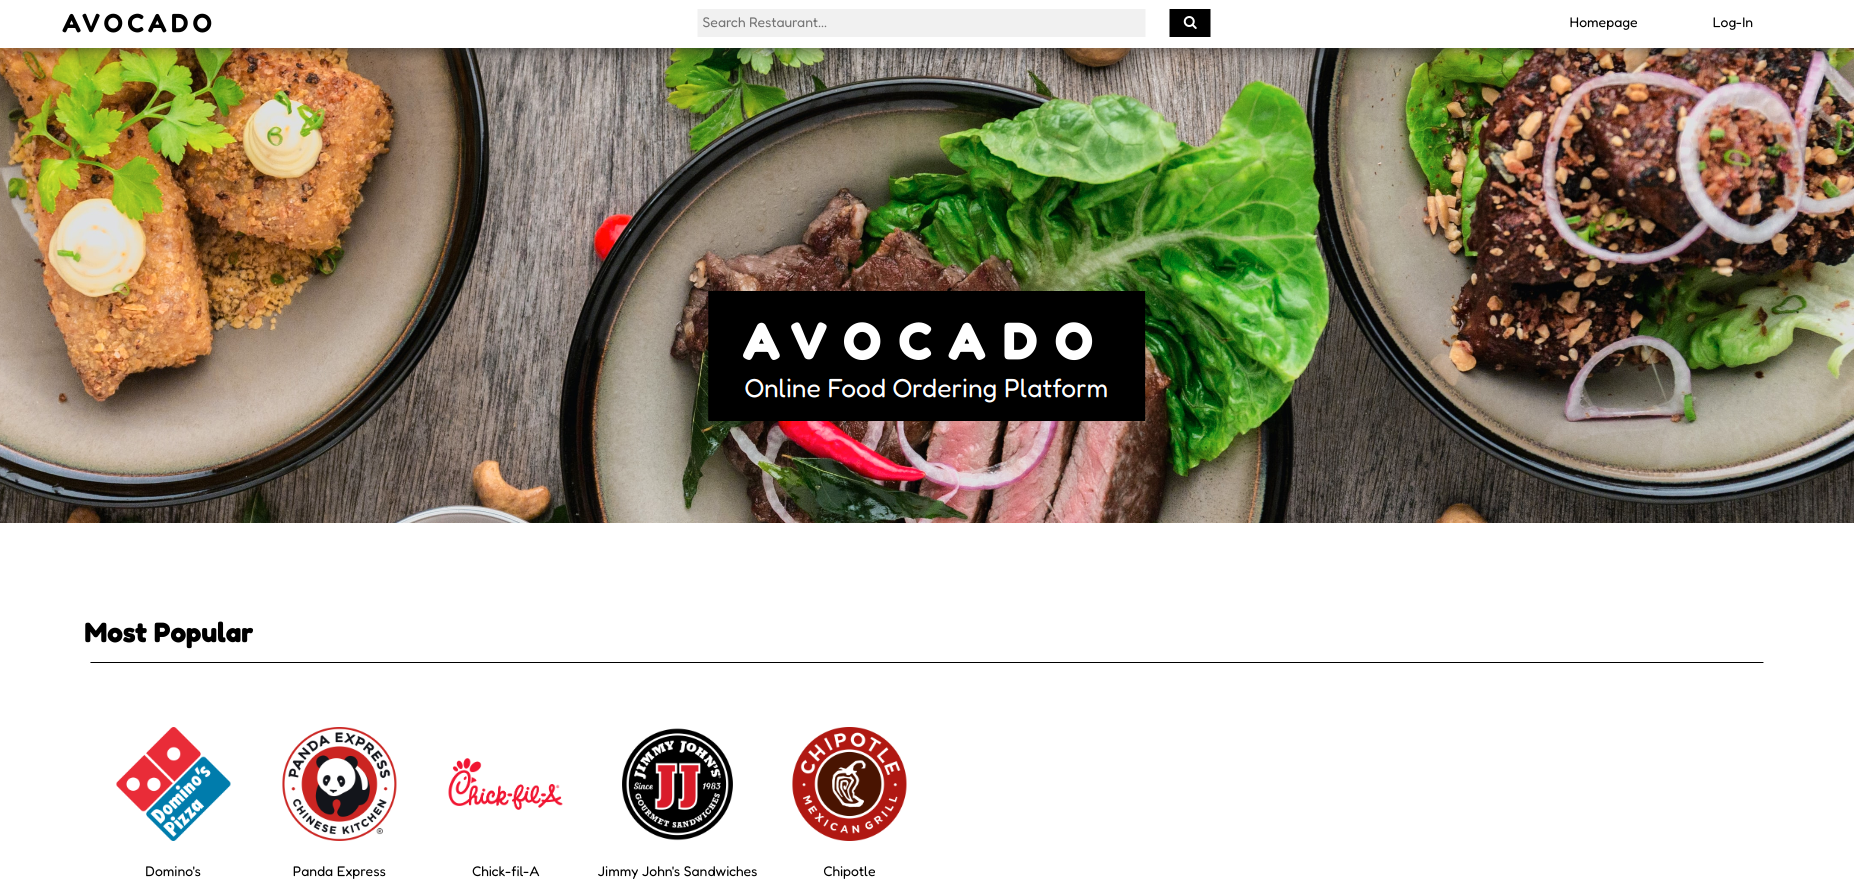 AVOCADO
Search Restaurant...
Homepage
Log-In
AVOCADO
Online Food Ordering Platform
Most Popular
Domino's
Pizza
PANDA EXPRESS
CHINESE KITCHEN
®
Chick-fil-A
JIMMY JOHN'S
Since
JJ
1983
GOURMET SANDWICHES
CHIPOTLE
MEXICAN GRILL
Domino's
Panda Express
Chick-fil-A
Jimmy John's Sandwiches
Chipotle